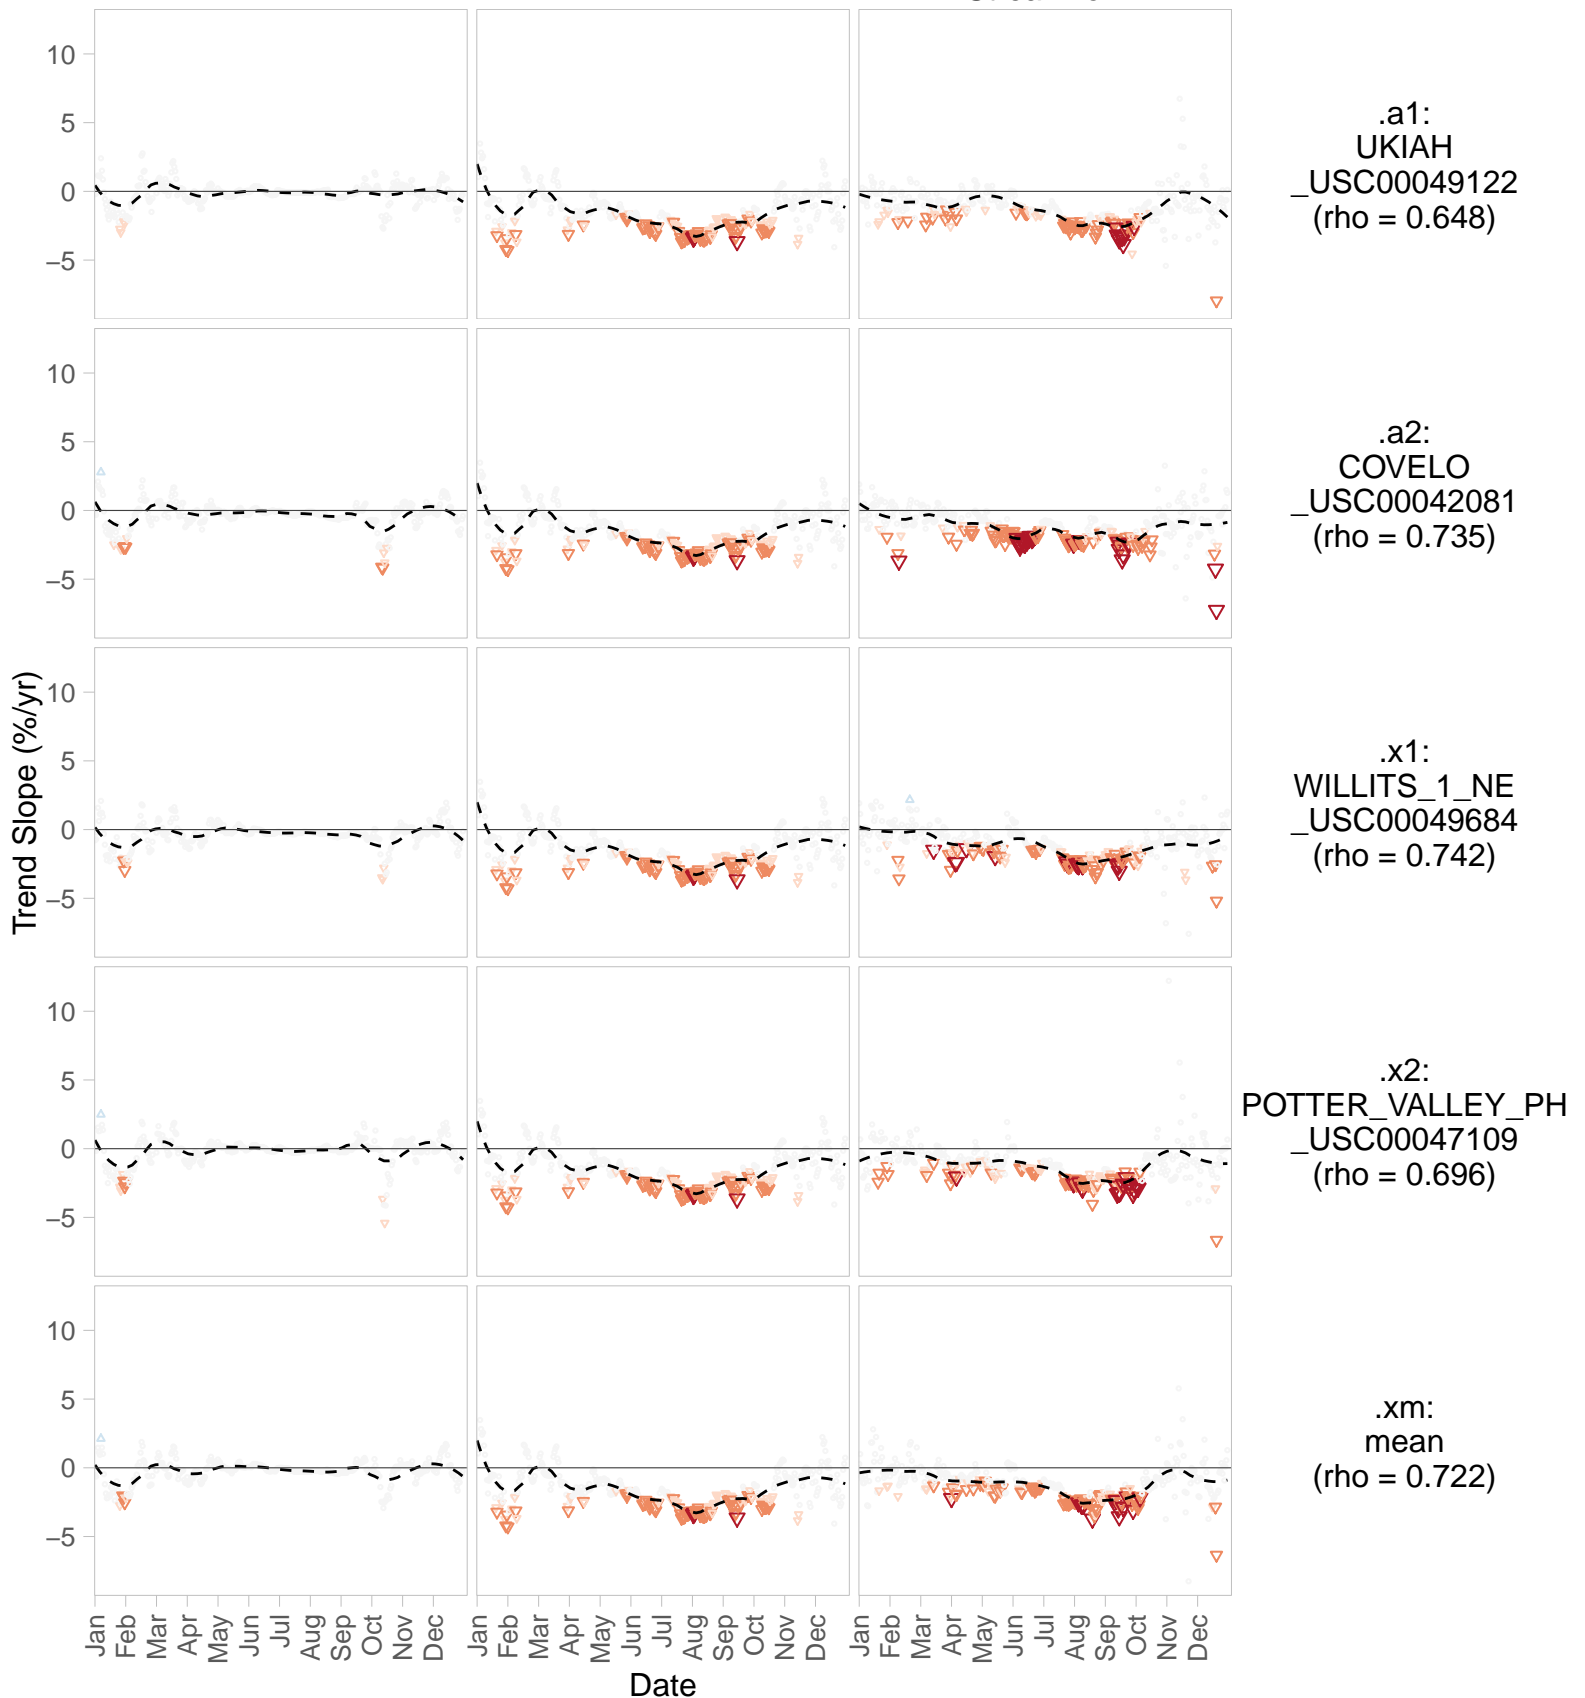 10
5
0
−5
.a1:
UKIAH
_USC00049122
(rho = 0.648)
10
5
0
−5
.a2:
COVELO
_USC00042081
(rho = 0.735)
Trend Slope (%/yr)
10
5
0
−5
.x1:
WILLITS_1_NE
_USC00049684
(rho = 0.742)
10
5
0
−5
.x2:
POTTER_VALLEY_PH
_USC00047109
(rho = 0.696)
10
5
0
−5
.xm:
mean
(rho = 0.722)
Jan Feb Mar Apr May Jun Jul Aug Sep Oct Nov Dec
Jan Feb Mar Apr May Jun Jul Aug Sep Oct Nov Dec
Jan Feb Mar Apr May Jun Jul Aug Sep Oct Nov Dec
Date